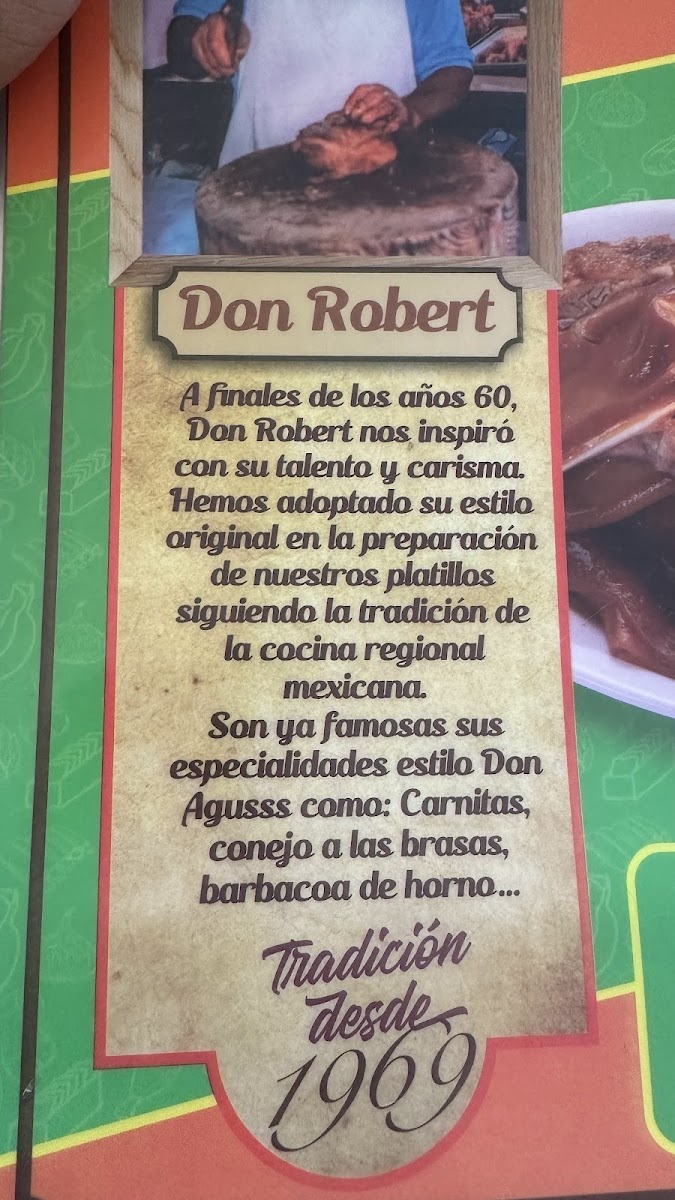 Don Robert
A finales de los años 60,
Don Robert nos inspiró
con su talento y carisma.
Hemos adoptado su estilo
original en la preparación
de nuestros platillos
siguiendo la tradición de
la cocina regional
mexicana.
Son ya famosas sus
especialidades estilo Don
Agusss como: Carnitas,
conejo a las brasas,
barbacoa de horno...
Tradición
desde
1969